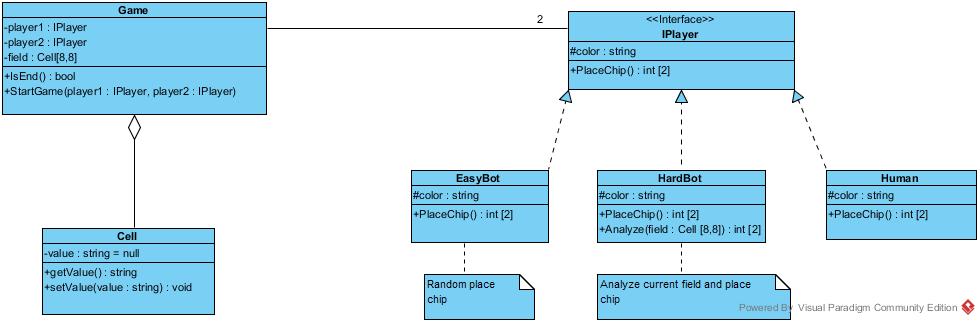 Game
-player1 : IPlayer
-player2 : IPlayer
-field : Cell[8,8]
+IsEnd() : bool
+StartGame(player1 : IPlayer, player2 : IPlayer)
2
<<Interface>>
IPlayer
#color : string
+PlaceChip() : int [2]
EasyBot
#color : string
+PlaceChip() : int [2]
HardBot
#color : string
+PlaceChip() : int [2]
+Analyze(field : Cell [8,8]) : int [2]
Human
#color : string
+PlaceChip() : int [2]
Cell
-value : string = null
+getValue() : string
+setValue(value : string) : void
Random place
chip
Analyze current field and place
chip
Powered By Visual Paradigm Community Edition